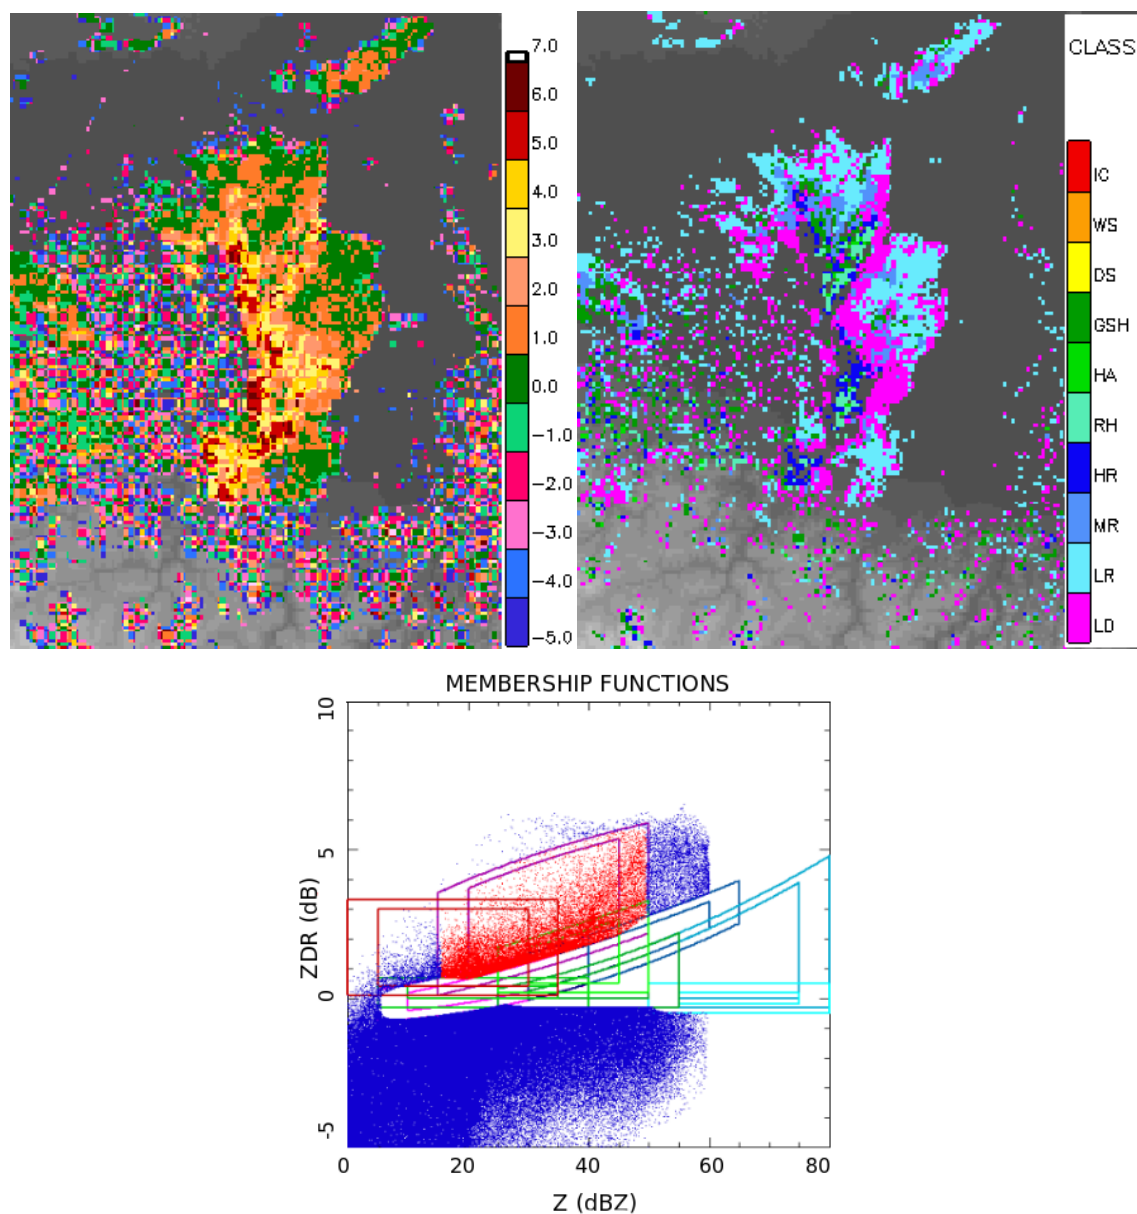 7.0
6.0
5.0
4.0
3.0
2.0
1.0
0.0
−1.0
−2.0
−3.0
−4.0
−5.0
CLASS
IC
WS
DS
GSH
HA
RH
HR
MR
LR
LD
MEMBERSHIP FUNCTIONS
10
5
0
-5
ZDR (dB)
0 20 40 60 80
Z (dBZ)